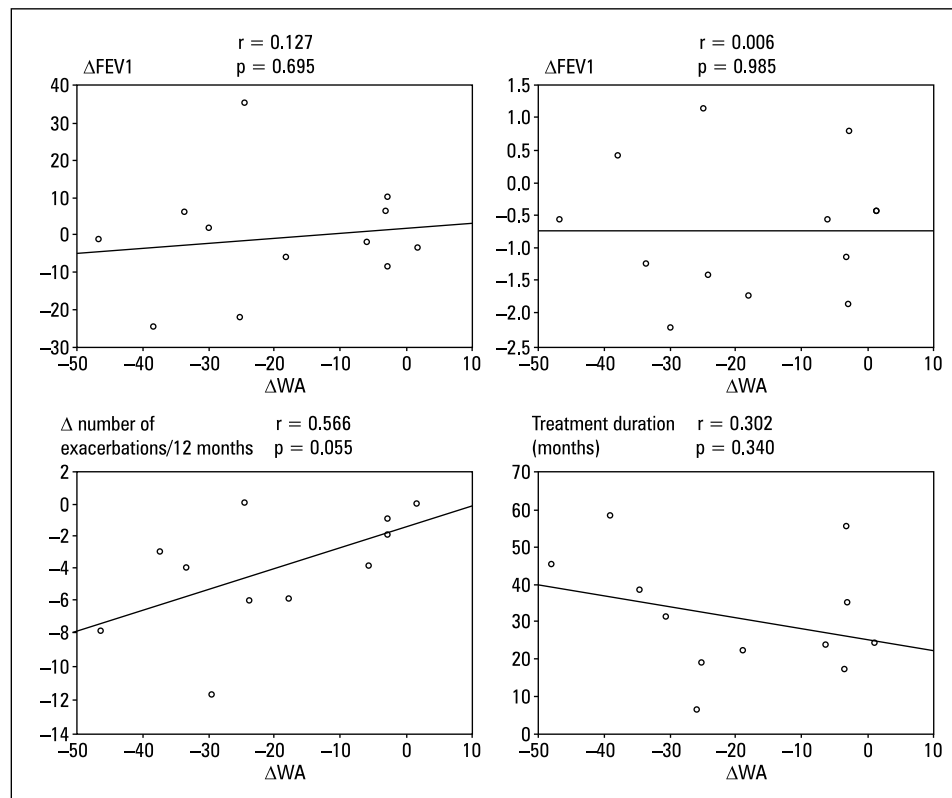 r = 0.127
p = 0.695
ΔFEV1
40
30
20
10
0
–10
–20
–30
–50 –40 –30 –20 –10 0 10
ΔWA
r = 0.006
p = 0.985
ΔFEV1
1.5
1.0
0.5
0.0
–0.5
–1.0
–1.5
–2.0
–2.5
–50 –40 –30 –20 –10 0 10
ΔWA
Δ number of
exacerbations/12 months
r = 0.566
p = 0.055
2
0
–2
–4
–6
–8
–10
–12
–14
–50 –40 –30 –20 –10 0 10
ΔWA
Treatment duration
(months)
r = 0.302
p = 0.340
70
60
50
40
30
20
10
0
–50 –40 –30 –20 –10 0 10
ΔWA